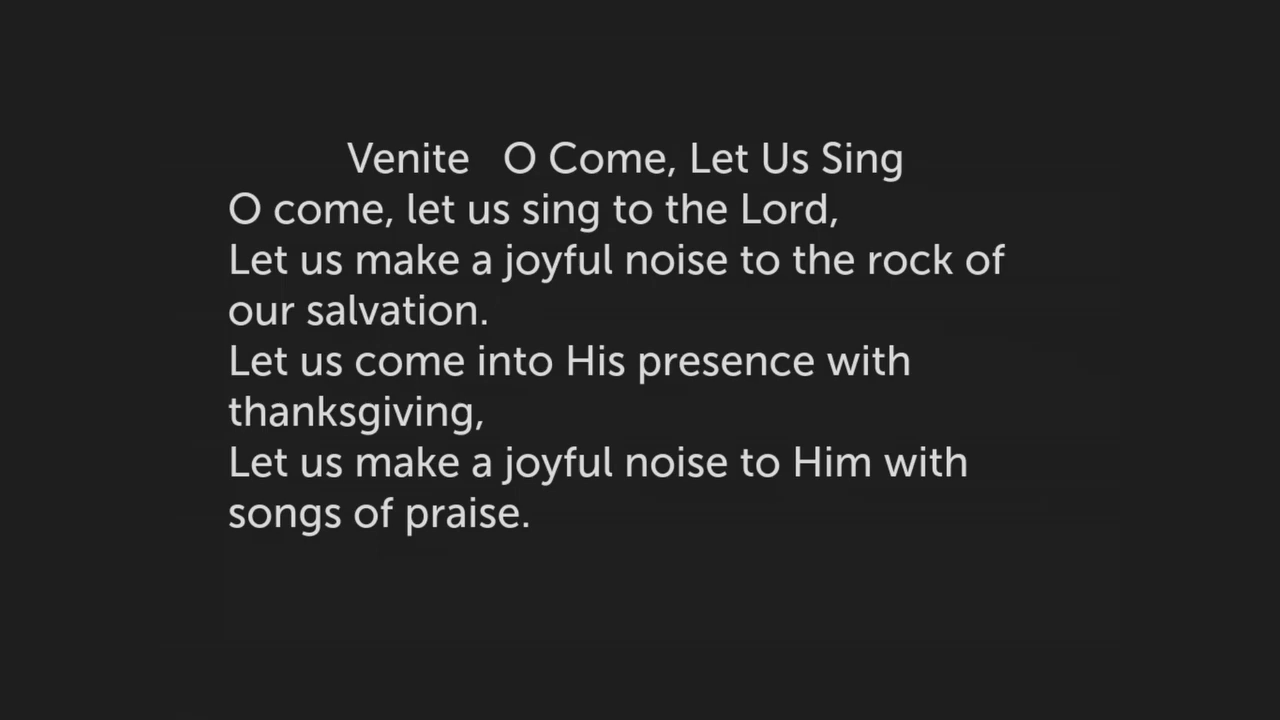 Venite   O Come, Let Us Sing
O come, let us sing to the Lord,
Let us make a joyful noise to the rock of
our salvation.
Let us come into His presence with
thanksgiving,
Let us make a joyful noise to Him with
songs of praise.